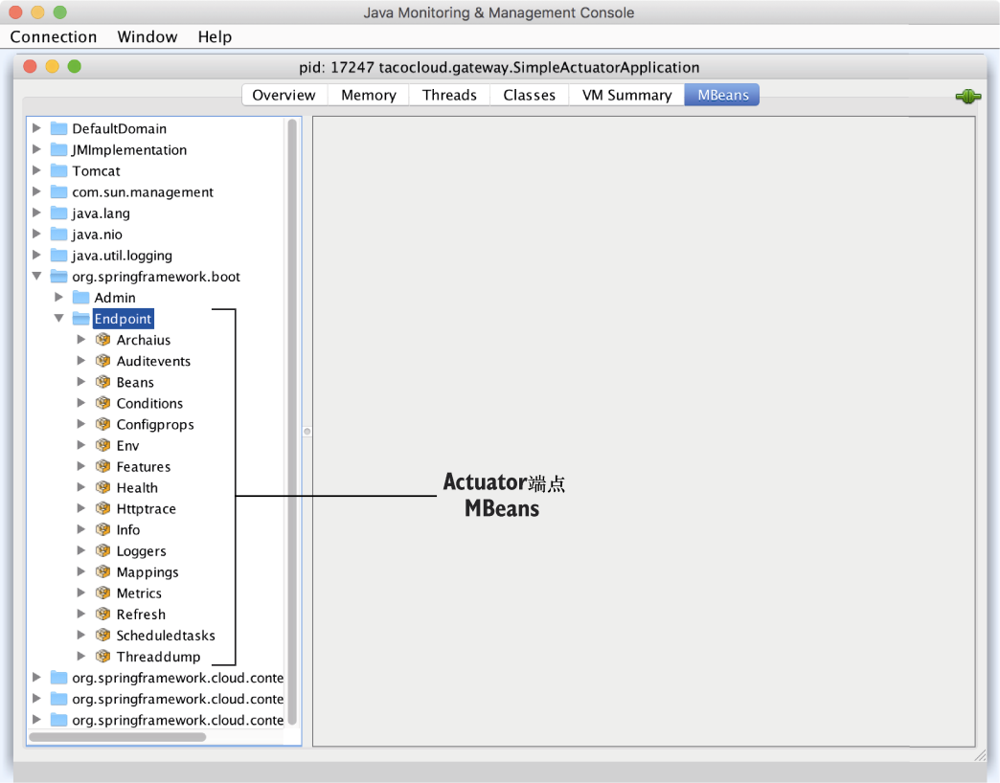 Java Monitoring & Management Console
Connection Window Help
pid: 17247 tacocloud.gateway.SimpleActuatorApplication
Overview Memory Threads Classes VM Summary MBeans
DefaultDomain
JMImplementation
Tomcat
com.sun.management
java.lang
java.nio
java.util.logging
org.springframework.boot
Admin
Endpoint
Archaius
Auditevents
Beans
Conditions
Configprops
Env
Features
Health
Httptrace
Info
Loggers
Mappings
Metrics
Refresh
Scheduledtasks
Threaddump
org.springframework.cloud.conte
org.springframework.cloud.conte
org.springframework.cloud.conte
Actuator端点
MBeans